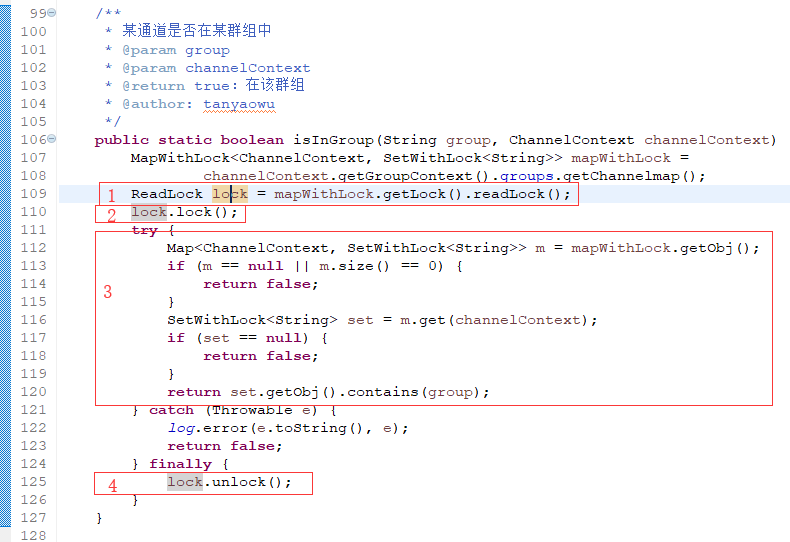 99 /**
100 * 某通道是否在某群组中
101 * @param group
102 * @param channelContext
103 * @return true：在该群组
104 * @author: tanyaowu
105 */
106 public static boolean isInGroup(String group, ChannelContext channelContext)
107 MapWithLock<ChannelContext, SetWithLock<String>> mapWithLock =
108 channelContext.getGroupContext().groups.getChannelmap();
109 1 ReadLock lock = mapWithLock.getLock().readLock();
110 2 lock.lock();
111 try {
112 Map<ChannelContext, SetWithLock<String>> m = mapWithLock.getObj();
113 if (m == null || m.size() == 0) {
114 3 return false;
115 }
116 SetWithLock<String> set = m.get(channelContext);
117 if (set == null) {
118 return false;
119 }
120 return set.getObj().contains(group);
121 } catch (Throwable e) {
122 log.error(e.toString(), e);
123 return false;
124 } finally {
125 4 lock.unlock();
126 }
127 }
128